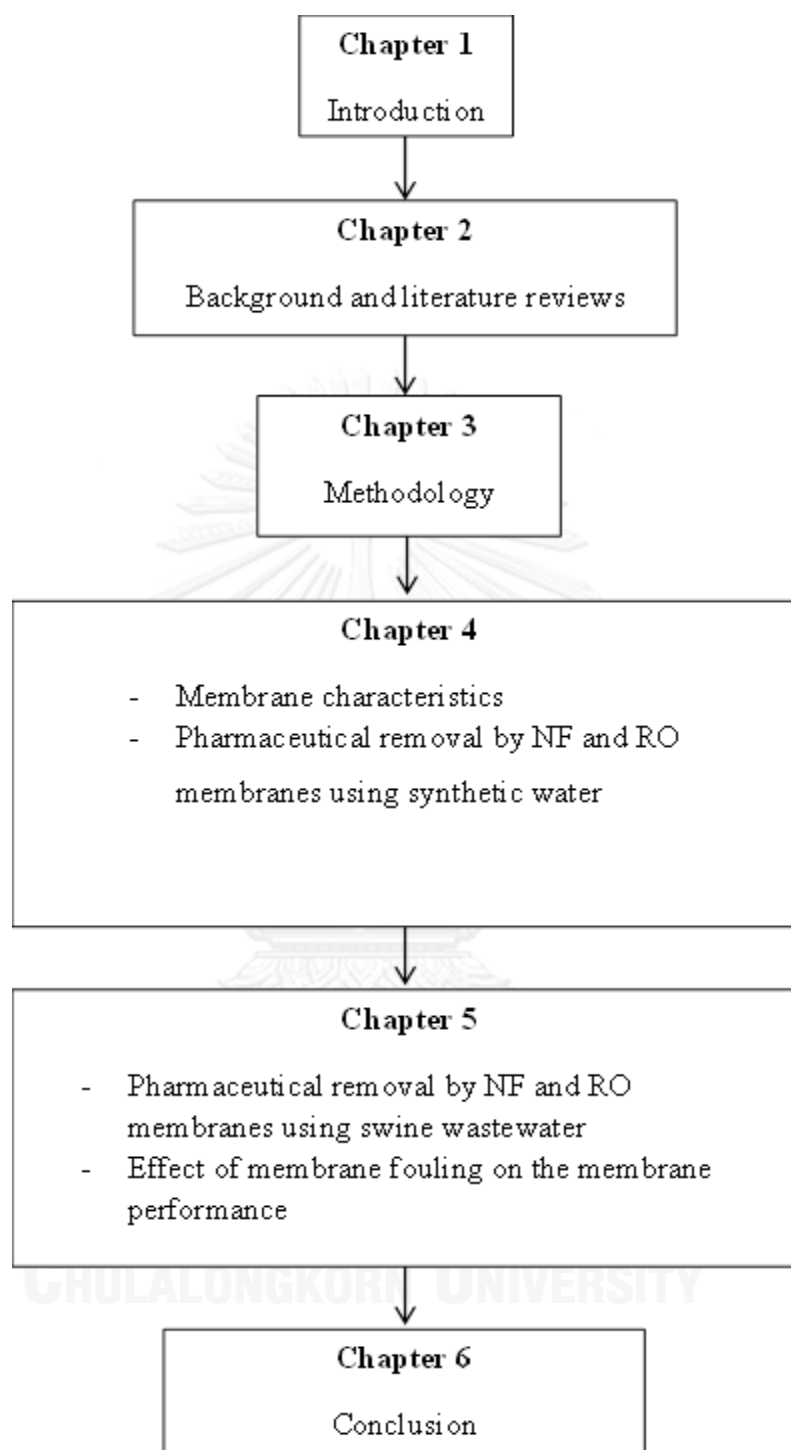 Chapter 1
Introduction
Chapter 2
Background and literature reviews
Chapter 3
Methodology
Chapter 4
- Membrane characteristics
- Pharmaceutical removal by NF and RO
membranes using synthetic water
Chapter 5
- Pharmaceutical removal by NF and RO
membranes using swine wastewater
- Effect of membrane fouling on the membrane
performance
CHULALONGKORN UNIVERSITY
Chapter 6
Conclusion